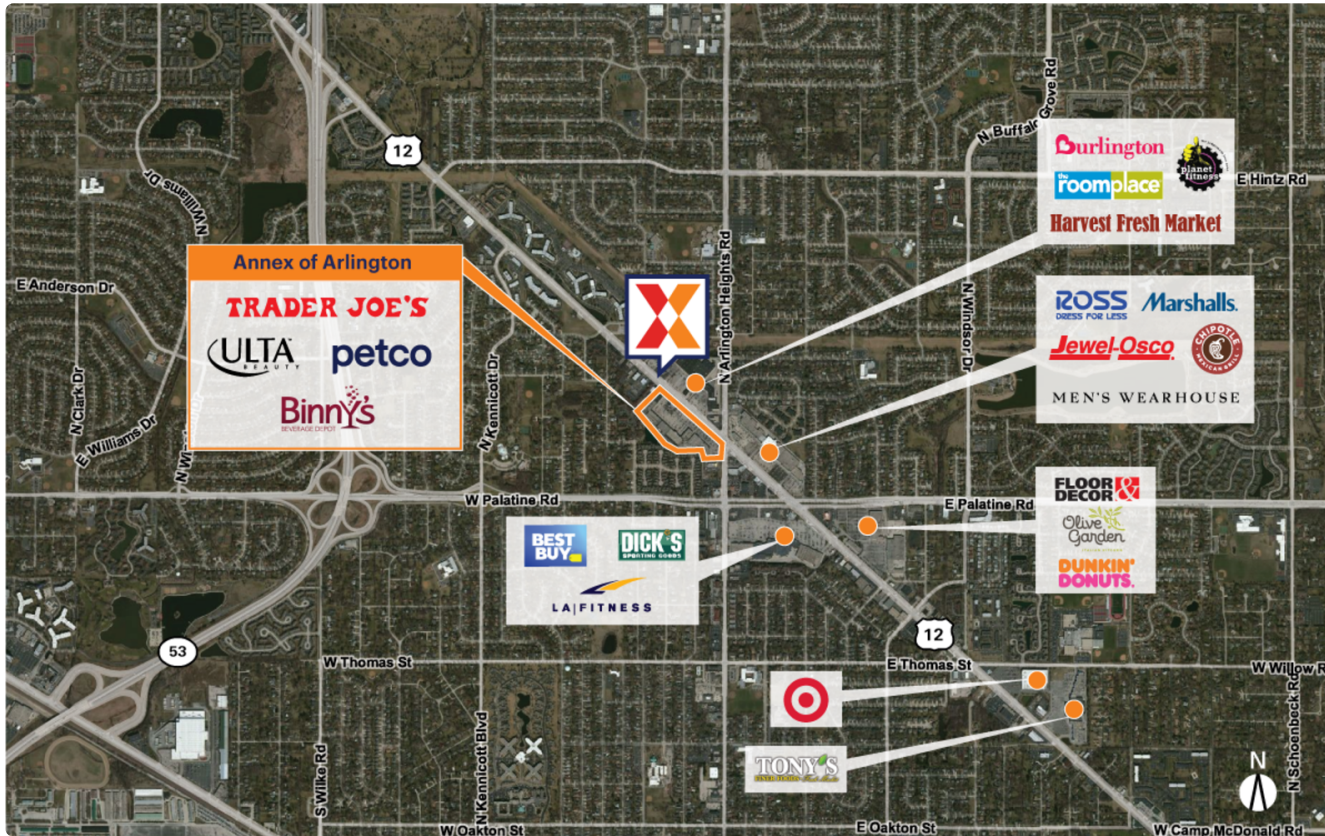 12
N Buffalo Grove Rd
E Hintz Rd
N Williams Dr
N Arlington Heights Rd
Burlington
planet fitness
the roomplace
Harvest Fresh Market
Annex of Arlington
TRADER JOE'S
ULTA BEAUTY
petco
Binny's
BEVERAGE DEPOT
E Anderson Dr
N Clark Dr
E Williams Dr
N Kennicott Dr
N Windsor Dr
ROSS
DRESS FOR LESS
Marshalls.
Jewel-Osco
CHIPOTLE
MEXICAN GRILL
MEN'S WEARHOUSE
W Palatine Rd
E Palatine Rd
FLOOR & DECOR
Olive Garden
DUNKIN' DONUTS.
BEST BUY
DICK'S
SPORTING GOODS
LA|FITNESS
53
12
W Thomas St
E Thomas St
W Willow R
S Wilke Rd
N Kennicott Blvd
TONY'S
N Schoenbeck Rd
N
W Oakton St
E Oakton St
W Camp McDonald Rd